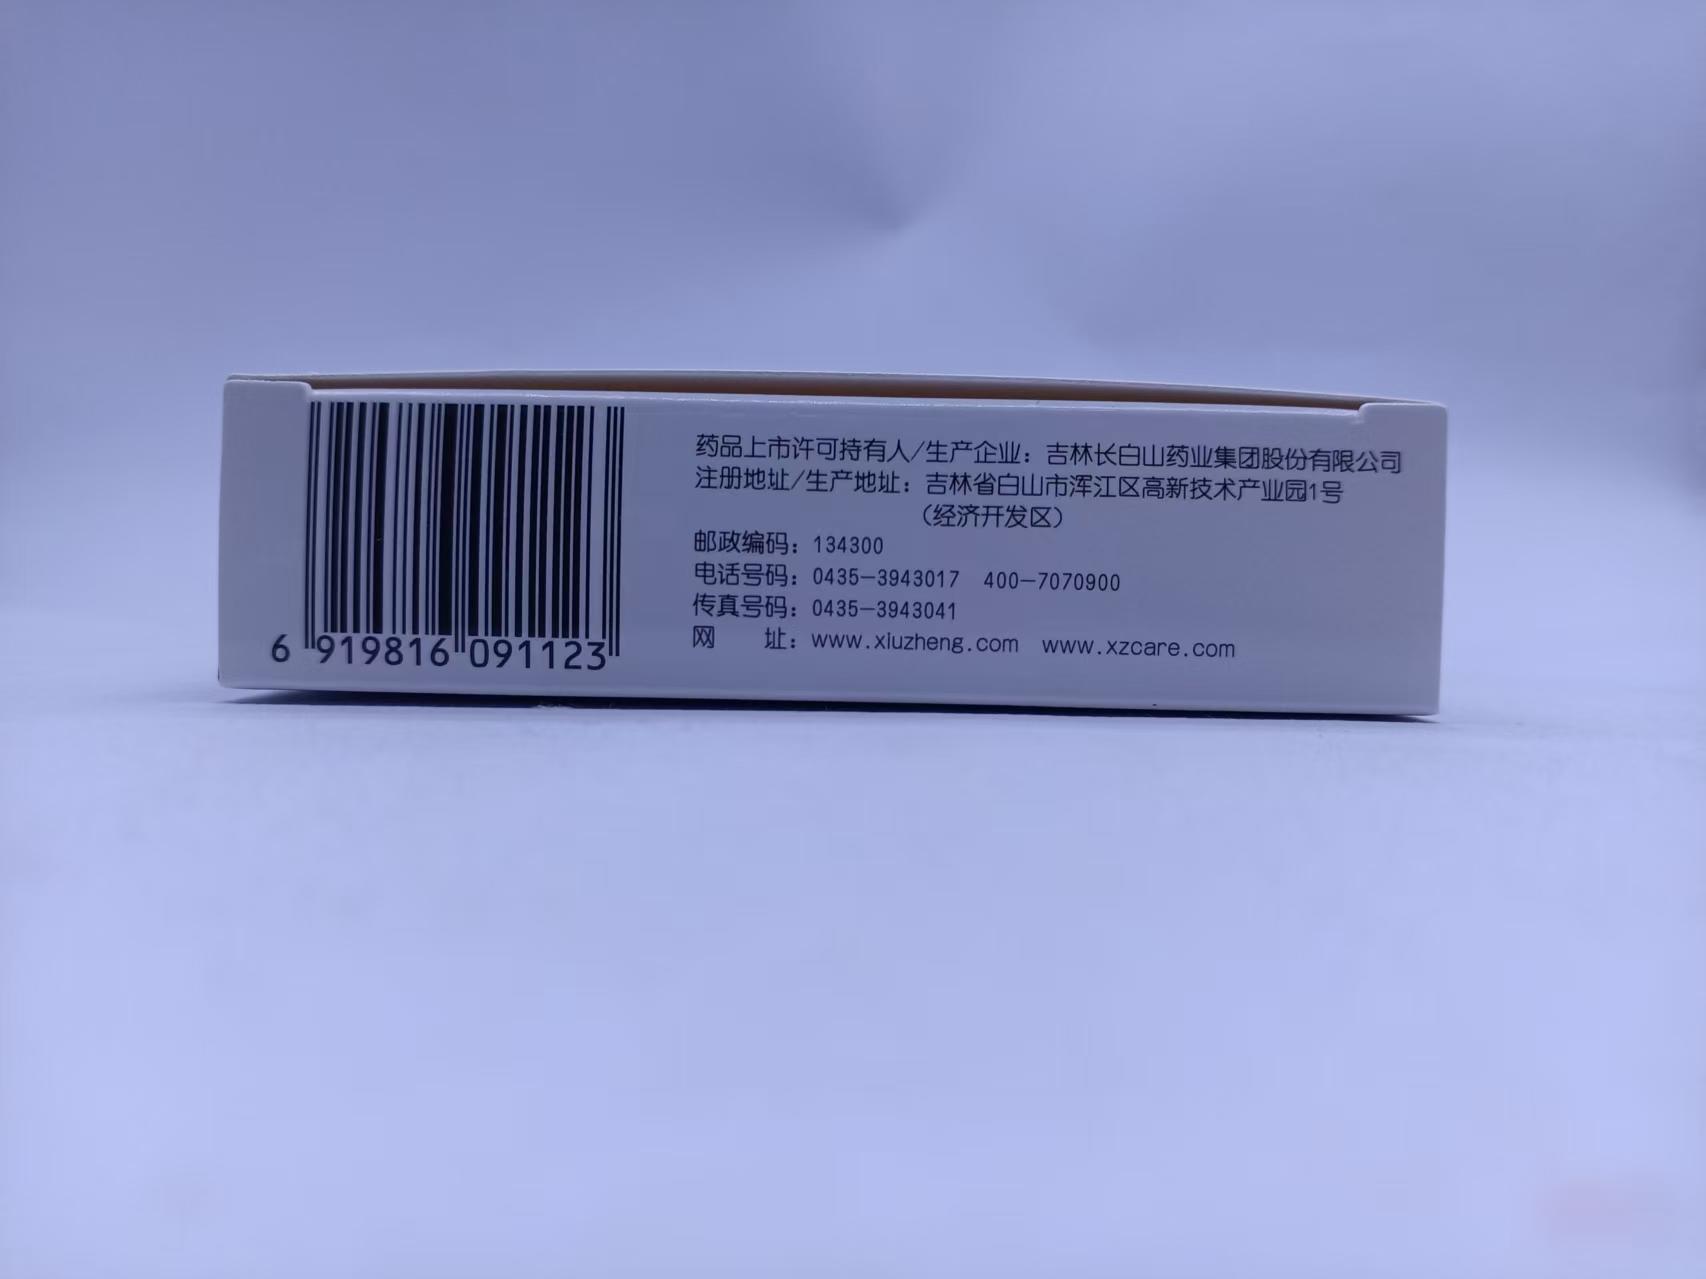 药品上市许可持有人/生产企业：吉林长白山药业集团股份有限公司
注册地址/生产地址：吉林省白山市浑江区高新技术产业园1号
（经济开发区）
邮政编码：134300
电话号码：0435-3943017 400-7070900
传真号码：0435-3943041
网 址：www.xiuzheng.com www.xzcare.com
6 919816 091123